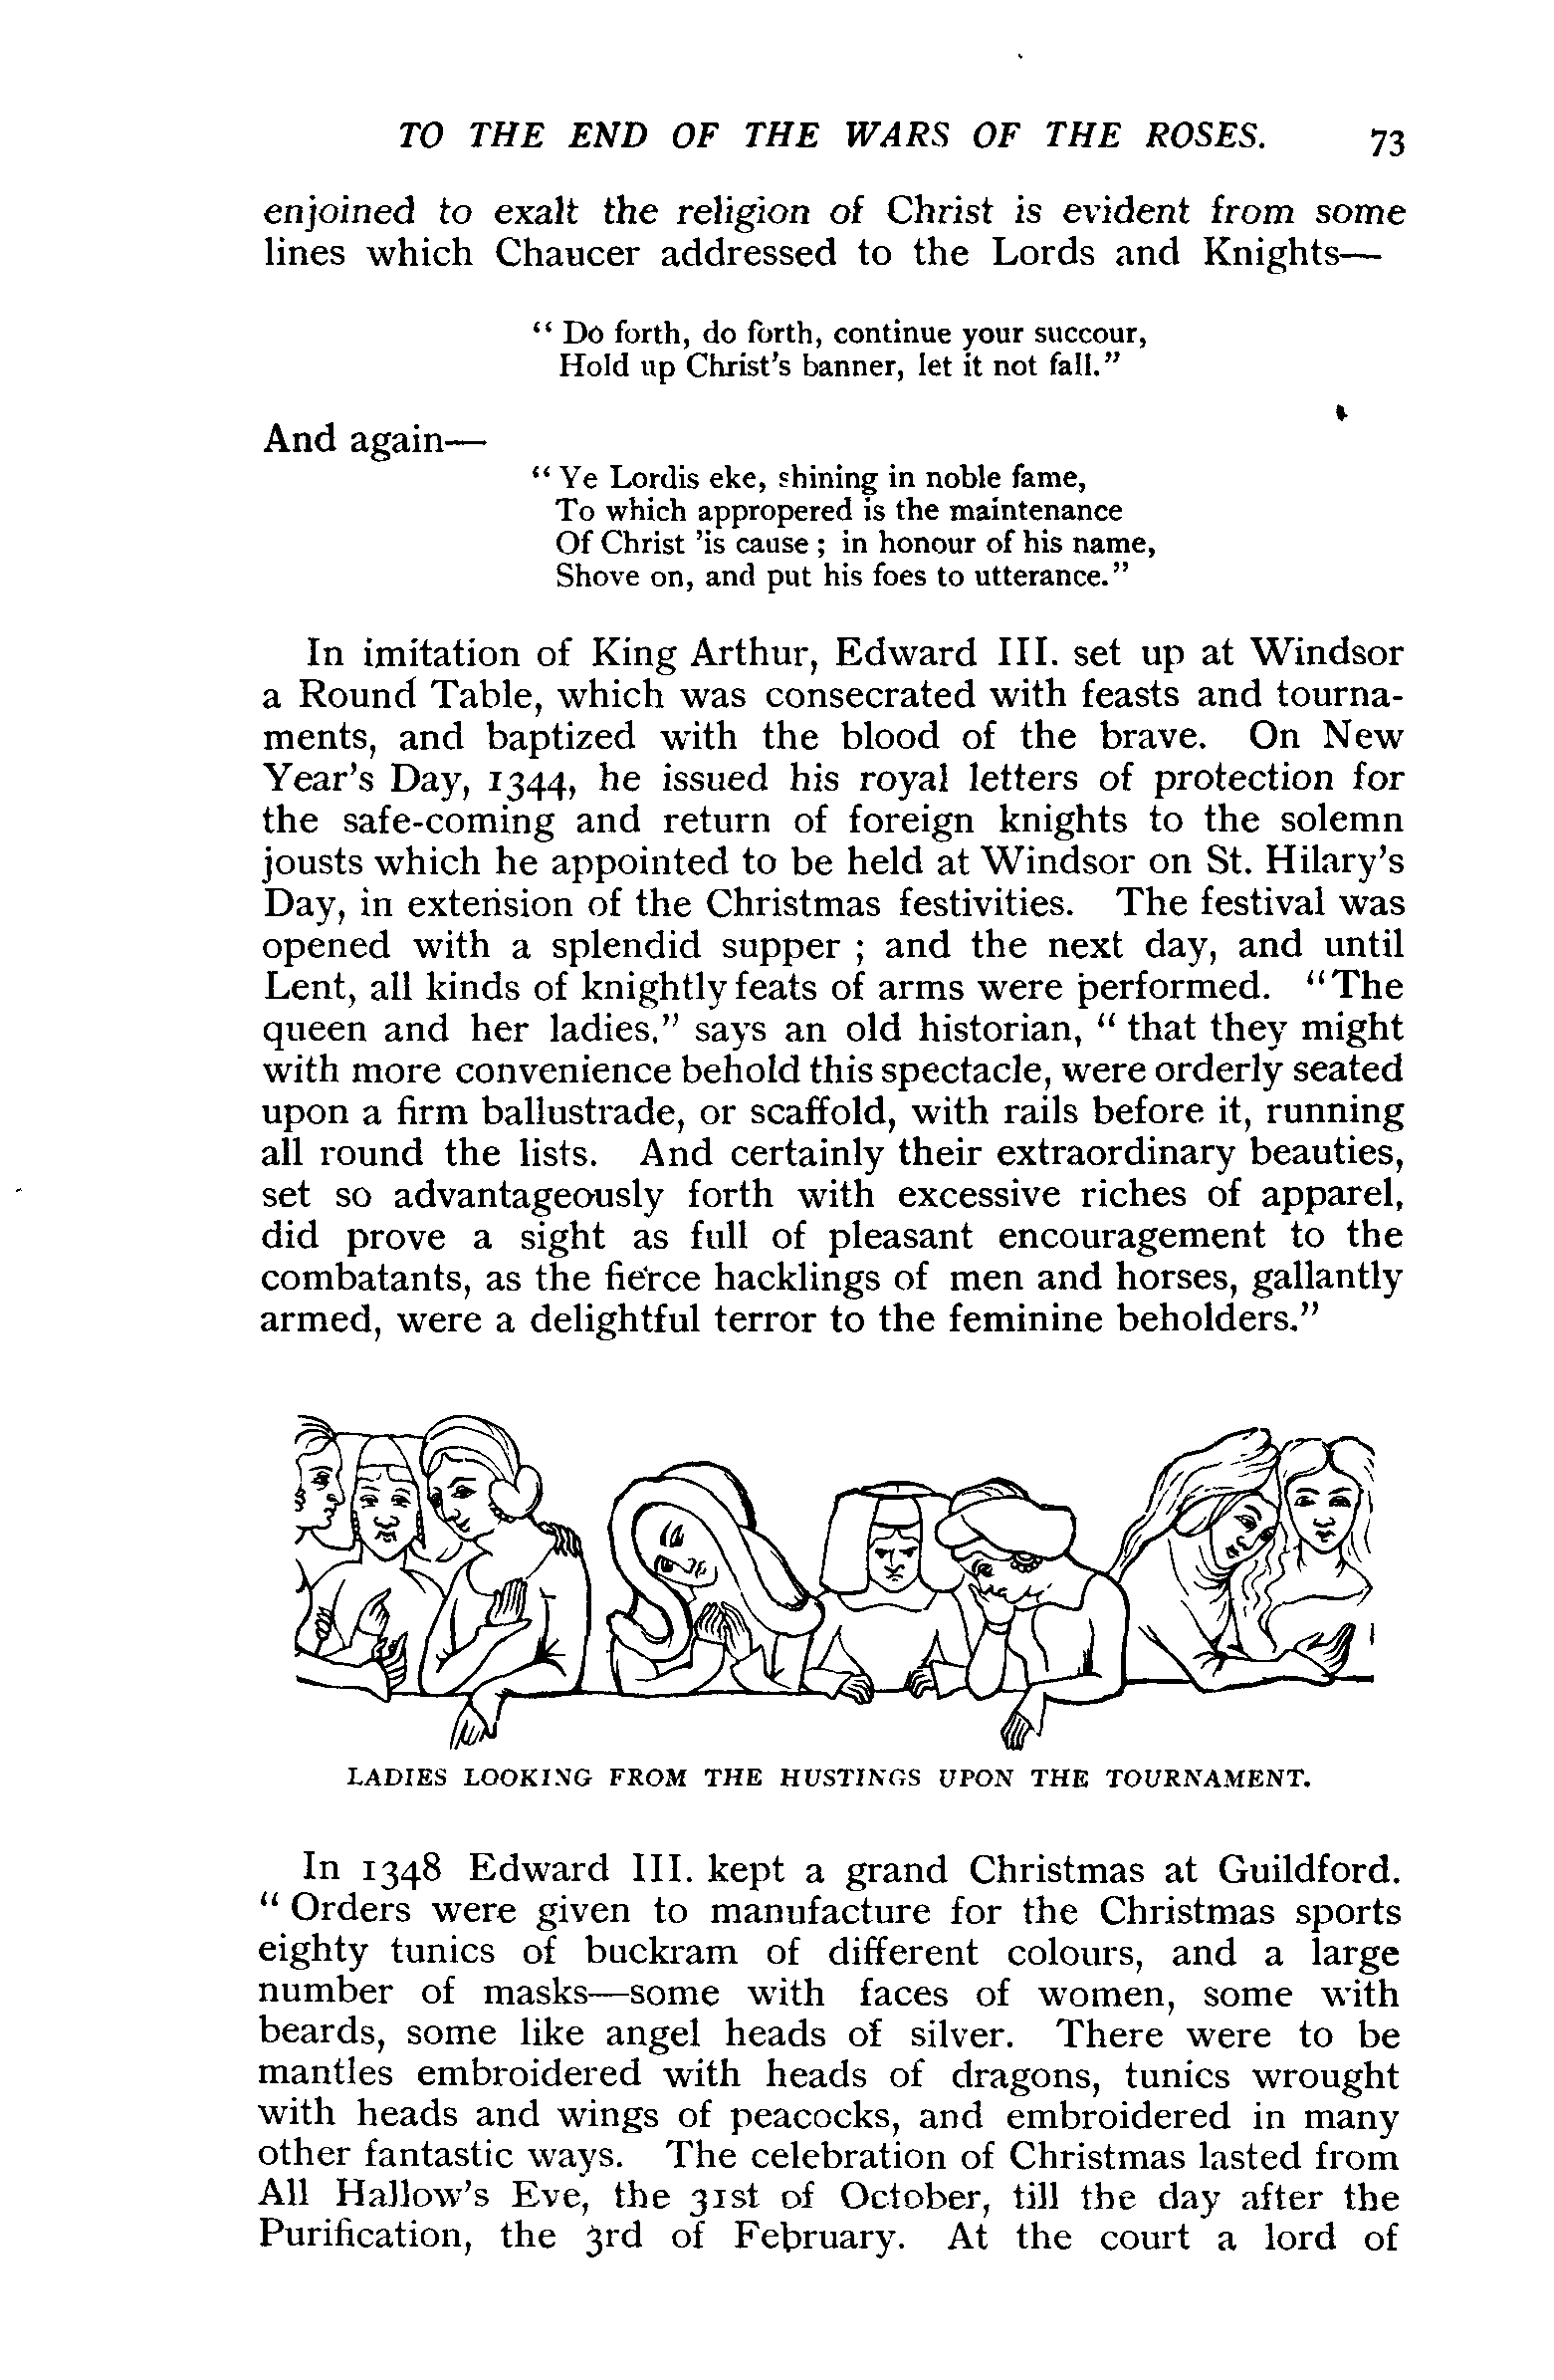 TO THE END OF THE WARS OF THE ROSES. 73
enjoined to exalt the religion of Christ is evident from some
lines which Chaucer addressed to the Lords and Knights—
“ Do forth, do forth, continue your succour,
Hold up Christ’s banner, let it not fall.”
And again—
“ Ye Lordis eke, shining in noble fame,
To which appropered is the maintenance
Of Christ ’is cause ; in honour of his name,
Shove on, and put his foes to utterance.”
In imitation of King Arthur, Edward III. set up at Windsor
a Round Table, which was consecrated with feasts and tourna-
ments, and baptized with the blood of the brave. On New
Year’s Day, 1344, he issued his royal letters of protection for
the safe-coming and return of foreign knights to the solemn
jousts which he appointed to be held at Windsor on St. Hilary’s
Day, in extension of the Christmas festivities. The festival was
opened with a splendid supper ; and the next day, and until
Lent, all kinds of knightly feats of arms were performed. “The
queen and her ladies,” says an old historian, “ that they might
with more convenience behold this spectacle, were orderly seated
upon a firm ballustrade, or scaffold, with rails before it, running
all round the lists. And certainly their extraordinary beauties,
set so advantageously forth with excessive riches of apparel,
did prove a sight as full of pleasant encouragement to the
combatants, as the fierce hacklings of men and horses, gallantly
armed, were a delightful terror to the feminine beholders.”
LADIES LOOKING FROM THE HUSTINGS UPON THE TOURNAMENT.
In 1348 Edward III. kept a grand Christmas at Guildford.
“ Orders were given to manufacture for the Christmas sports
eighty tunics of buckram of different colours, and a large
number of masks—some with faces of women, some with
beards, some like angel heads of silver. There were to be
mantles embroidered with heads of dragons, tunics wrought
with heads and wings of peacocks, and embroidered in many
other fantastic ways. The celebration of Christmas lasted from
All Hallow’s Eve, the 31st of October, till the day after the
Purification, the 3rd of February. At the court a lord of